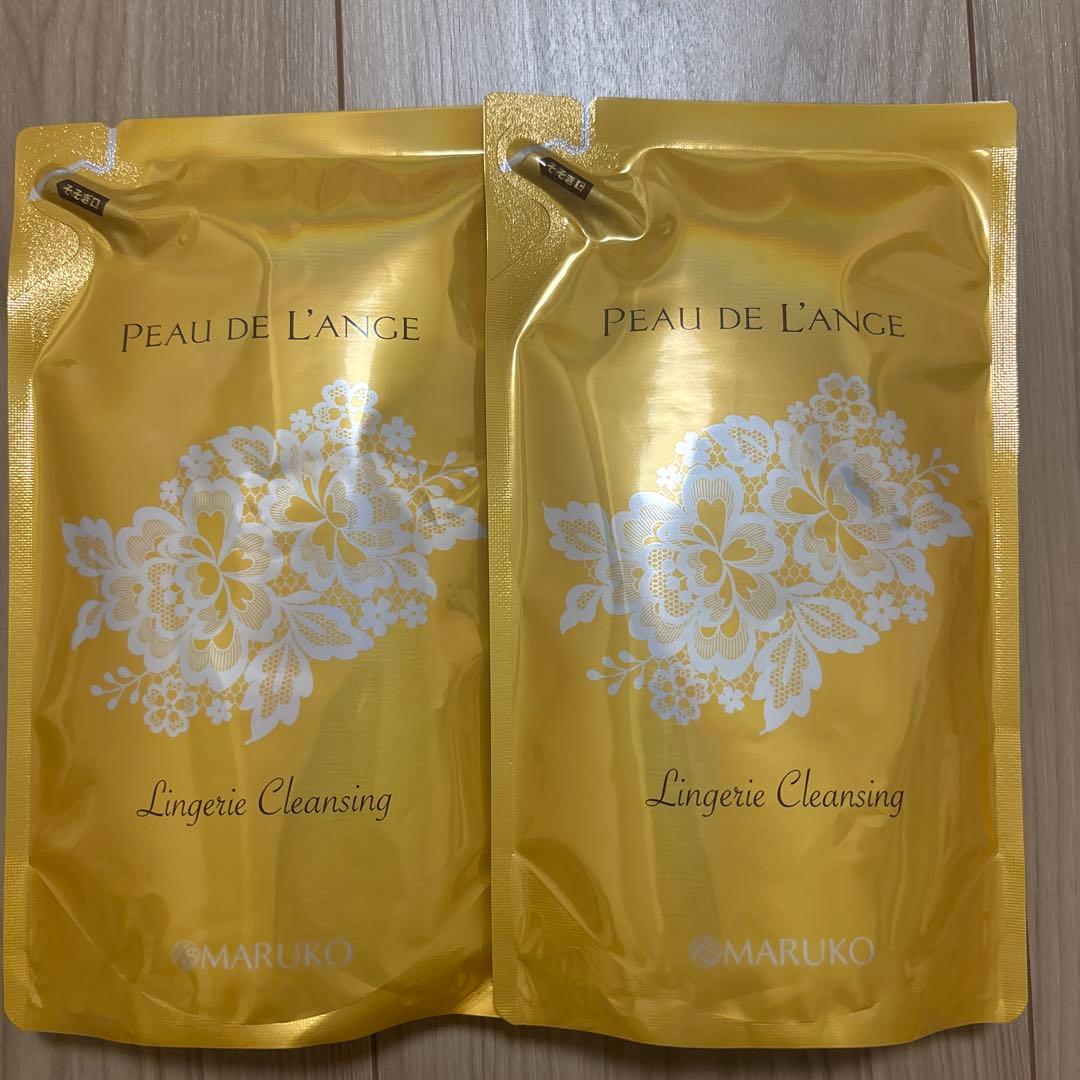 そそぎ口
PEAU DE L'ANGE
Lingerie Cleansing
MARUKO
そそぎ口
PEAU DE L'ANGE
Lingerie Cleansing
MARUKO